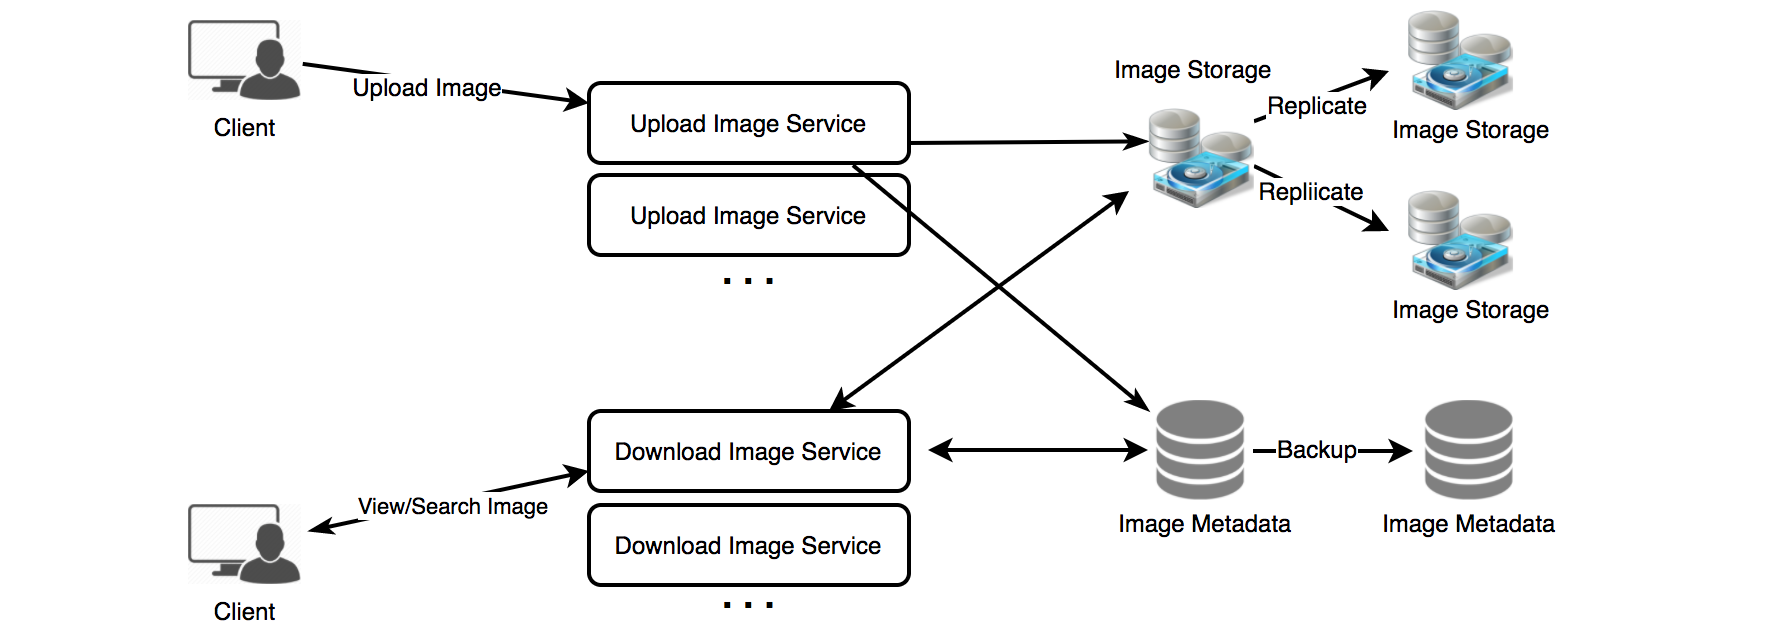 Upload Image
Client
Upload Image Service
Upload Image Service
. . .
Image Storage
Replicate
Image Storage
Repliicate
Image Storage
View/Search Image
Client
Download Image Service
Download Image Service
. . .
Image Metadata
Backup
Image Metadata